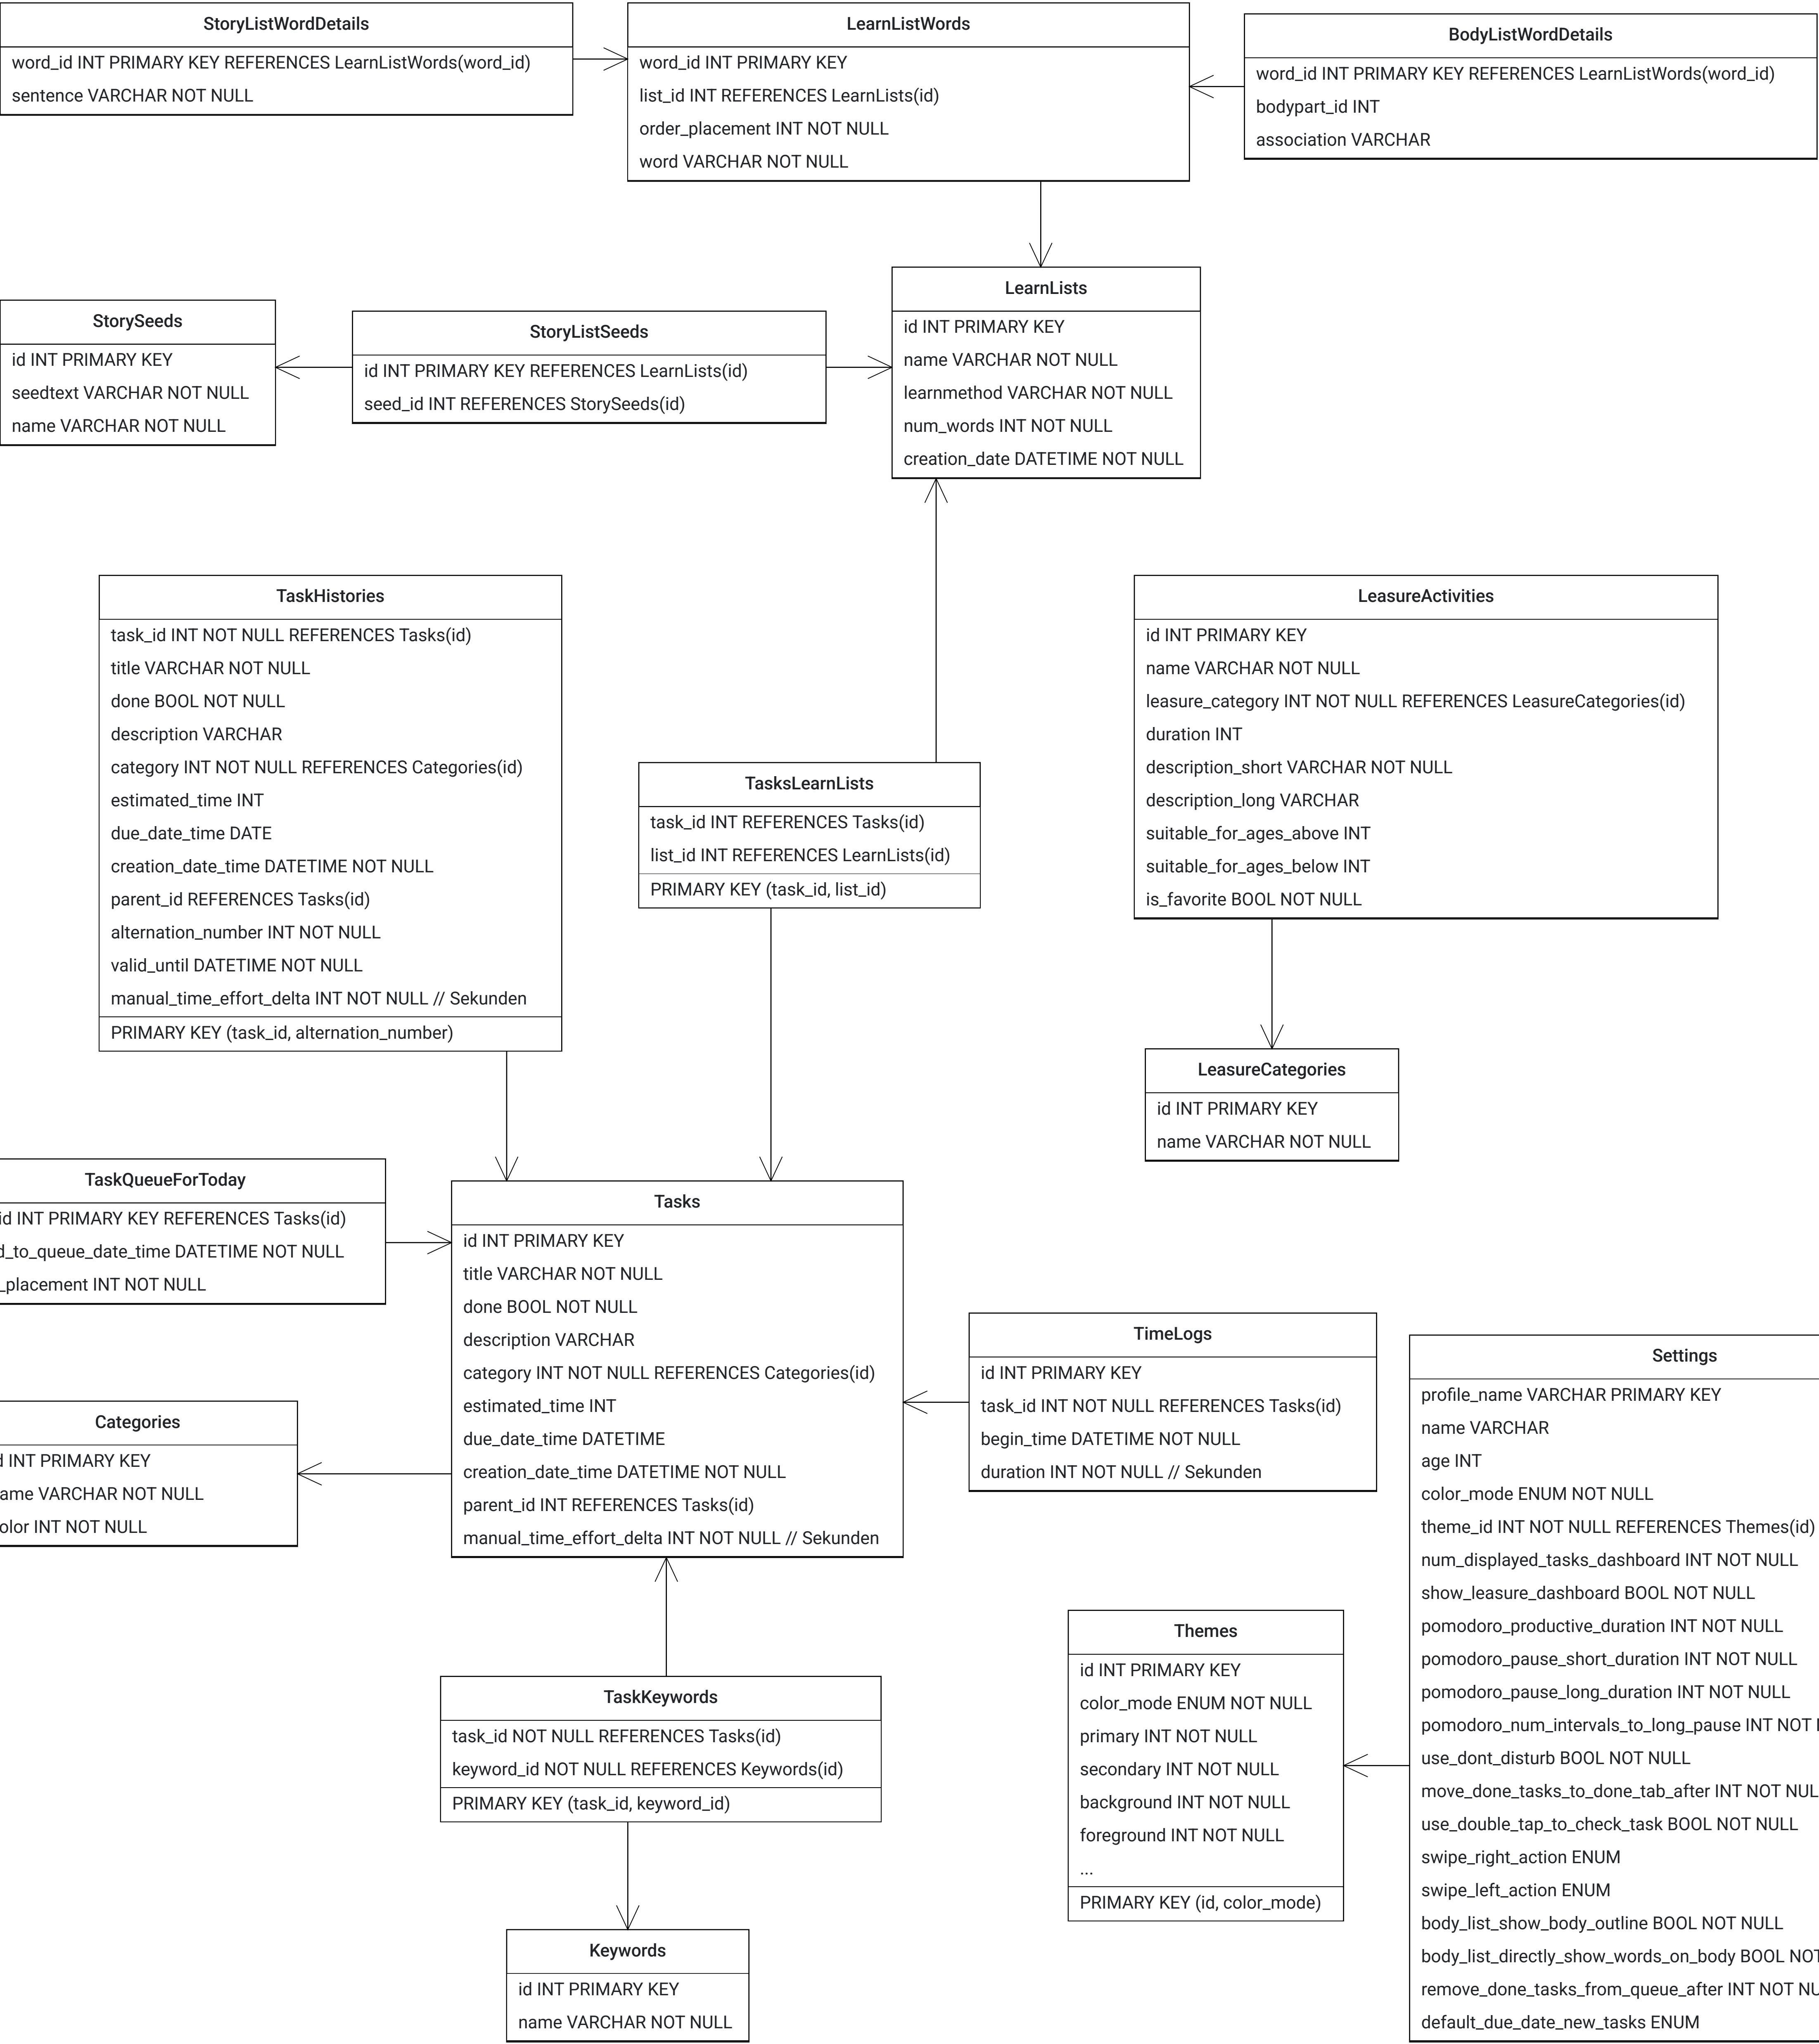 StoryListWordDetails
word_id INT PRIMARY KEY REFERENCES LearnListWords(word_id)
sentence VARCHAR NOT NULL
LearnListWords
word_id INT PRIMARY KEY
list_id INT REFERENCES LearnLists(id)
order_placement INT NOT NULL
word VARCHAR NOT NULL
BodyListWordDetails
word_id INT PRIMARY KEY REFERENCES LearnListWords(word_id)
bodypart_id INT
association VARCHAR
StorySeeds
id INT PRIMARY KEY
seedtext VARCHAR NOT NULL
name VARCHAR NOT NULL
StoryListSeeds
id INT PRIMARY KEY REFERENCES LearnLists(id)
seed_id INT REFERENCES StorySeeds(id)
LearnLists
id INT PRIMARY KEY
name VARCHAR NOT NULL
learnmethod VARCHAR NOT NULL
num_words INT NOT NULL
creation_date DATETIME NOT NULL
TaskHistories
task_id INT NOT NULL REFERENCES Tasks(id)
title VARCHAR NOT NULL
done BOOL NOT NULL
description VARCHAR
category INT NOT NULL REFERENCES Categories(id)
estimated_time INT
due_date_time DATE
creation_date_time DATETIME NOT NULL
parent_id REFERENCES Tasks(id)
alternation_number INT NOT NULL
valid_until DATETIME NOT NULL
manual_time_effort_delta INT NOT NULL // Sekunden
PRIMARY KEY (task_id, alternation_number)
TasksLearnLists
task_id INT REFERENCES Tasks(id)
list_id INT REFERENCES LearnLists(id)
PRIMARY KEY (task_id, list_id)
LeasureActivities
id INT PRIMARY KEY
name VARCHAR NOT NULL
leasure_category INT NOT NULL REFERENCES LeasureCategories(id)
duration INT
description_short VARCHAR NOT NULL
description_long VARCHAR
suitable_for_ages_above INT
suitable_for_ages_below INT
is_favorite BOOL NOT NULL
LeasureCategories
id INT PRIMARY KEY
name VARCHAR NOT NULL
TaskQueueForToday
id INT PRIMARY KEY REFERENCES Tasks(id)
d_to_queue_date_time DATETIME NOT NULL
_placement INT NOT NULL
Tasks
id INT PRIMARY KEY
title VARCHAR NOT NULL
done BOOL NOT NULL
description VARCHAR
category INT NOT NULL REFERENCES Categories(id)
estimated_time INT
due_date_time DATETIME
creation_date_time DATETIME NOT NULL
parent_id INT REFERENCES Tasks(id)
manual_time_effort_delta INT NOT NULL // Sekunden
Categories
d INT PRIMARY KEY
ame VARCHAR NOT NULL
olor INT NOT NULL
TimeLogs
id INT PRIMARY KEY
task_id INT NOT NULL REFERENCES Tasks(id)
begin_time DATETIME NOT NULL
duration INT NOT NULL // Sekunden
Settings
profile_name VARCHAR PRIMARY KEY
name VARCHAR
age INT
color_mode ENUM NOT NULL
theme_id INT NOT NULL REFERENCES Themes(id)
num_displayed_tasks_dashboard INT NOT NULL
show_leasure_dashboard BOOL NOT NULL
pomodoro_productive_duration INT NOT NULL
pomodoro_pause_short_duration INT NOT NULL
pomodoro_pause_long_duration INT NOT NULL
pomodoro_num_intervals_to_long_pause INT NOT
use_dont_disturb BOOL NOT NULL
move_done_tasks_to_done_tab_after INT NOT NUL
use_double_tap_to_check_task BOOL NOT NULL
swipe_right_action ENUM
swipe_left_action ENUM
body_list_show_body_outline BOOL NOT NULL
body_list_directly_show_words_on_body BOOL NOT
remove_done_tasks_from_queue_after INT NOT NU
default_due_date_new_tasks ENUM
Themes
id INT PRIMARY KEY
color_mode ENUM NOT NULL
primary INT NOT NULL
secondary INT NOT NULL
background INT NOT NULL
foreground INT NOT NULL
...
PRIMARY KEY (id, color_mode)
TaskKeywords
task_id NOT NULL REFERENCES Tasks(id)
keyword_id NOT NULL REFERENCES Keywords(id)
PRIMARY KEY (task_id, keyword_id)
Keywords
id INT PRIMARY KEY
name VARCHAR NOT NULL